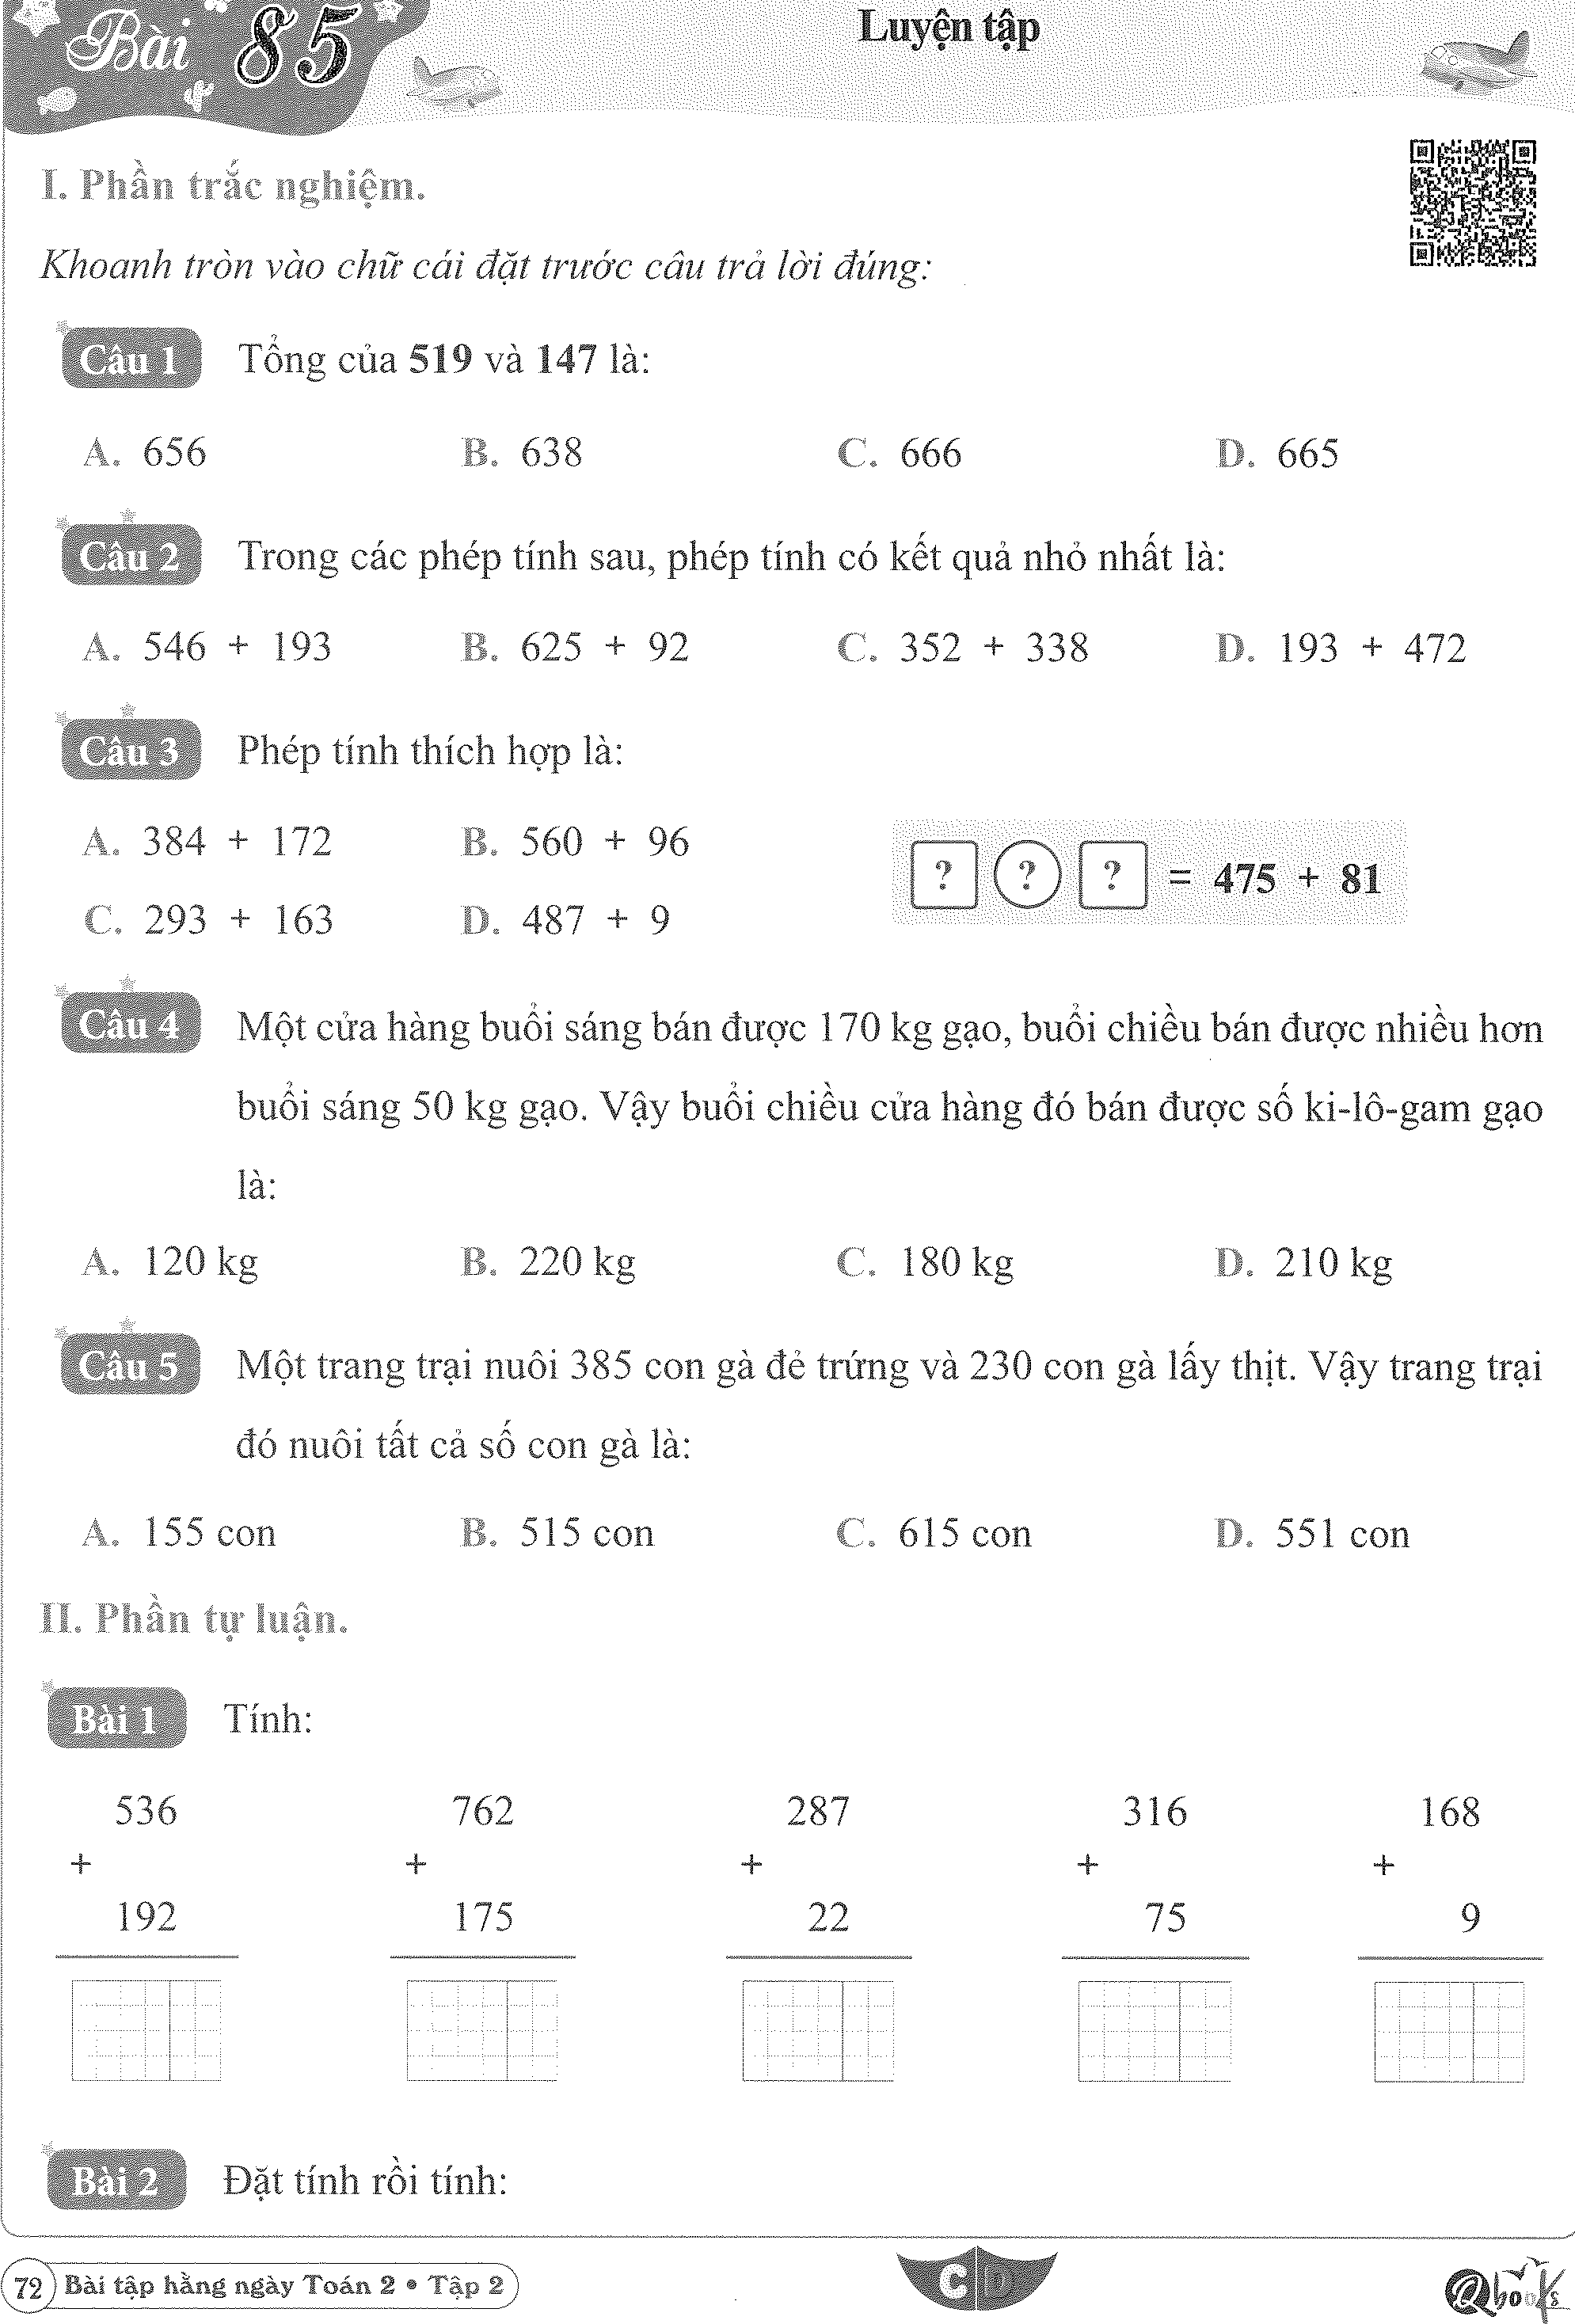 Bài 85
Luyện tập
I. Phần trắc nghiệm.
Khoanh tròn vào chữ cái đặt trước câu trả lời đúng:
Câu 1 Tổng của 519 và 147 là:
A. 656 B. 638 C. 666 D. 665
Câu 2 Trong các phép tính sau, phép tính có kết quả nhỏ nhất là:
A. 546 + 193 B. 625 + 92 C. 352 + 338 D. 193 + 472
Câu 3 Phép tính thích hợp là:
A. 384 + 172 B. 560 + 96
? ? ? = 475 + 81
C. 293 + 163 D. 487 + 9
Câu 4 Một cửa hàng buổi sáng bán được 170 kg gạo, buổi chiều bán được nhiều hơn
buổi sáng 50 kg gạo. Vậy buổi chiều cửa hàng đó bán được số ki-lô-gam gạo
là:
A. 120 kg B. 220 kg C. 180 kg D. 210 kg
Câu 5 Một trang trại nuôi 385 con gà đẻ trứng và 230 con gà lấy thịt. Vậy trang trại
đó nuôi tất cả số con gà là:
A. 155 con B. 515 con C. 615 con D. 551 con
II. Phần tự luận.
Bài 1 Tính:
536 762 287 316 168
+ + + + +
192 175 22 75 9
Bài 2 Đặt tính rồi tính:
72 Bài tập hằng ngày Toán 2 • Tập 2
C D
Qbooks